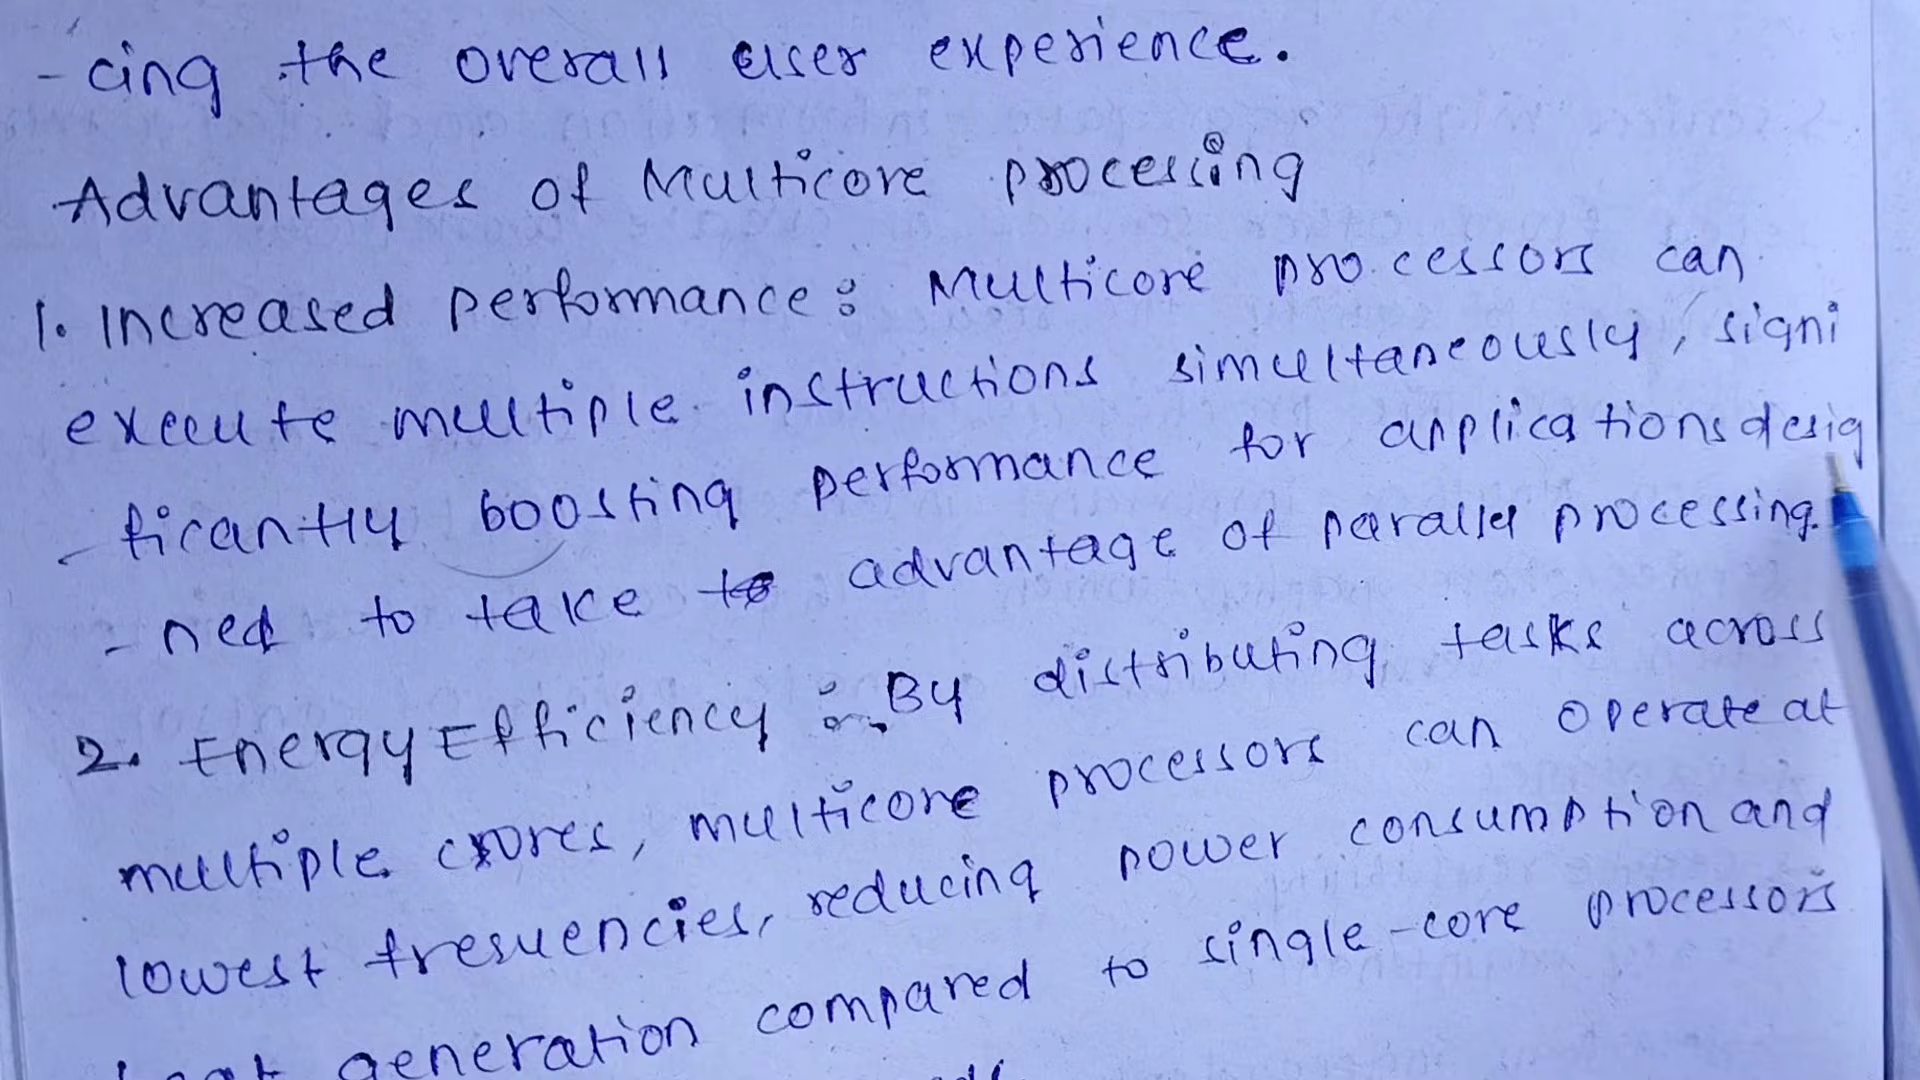 -cing the overall user experience.
Advantages of Multicore processing
1. Increased performance: Multicore processors can
execute multiple instructions simultaneously, signi
-ficantly boosting performance for applications desig
-ned to take advantage of parallel processing.
2. Energy Efficiency :- By distributing tasks across
multiple cores, multicore processors can operate at
lowest freuencies, reducing power consumption and
heat generation compared to single-core processors